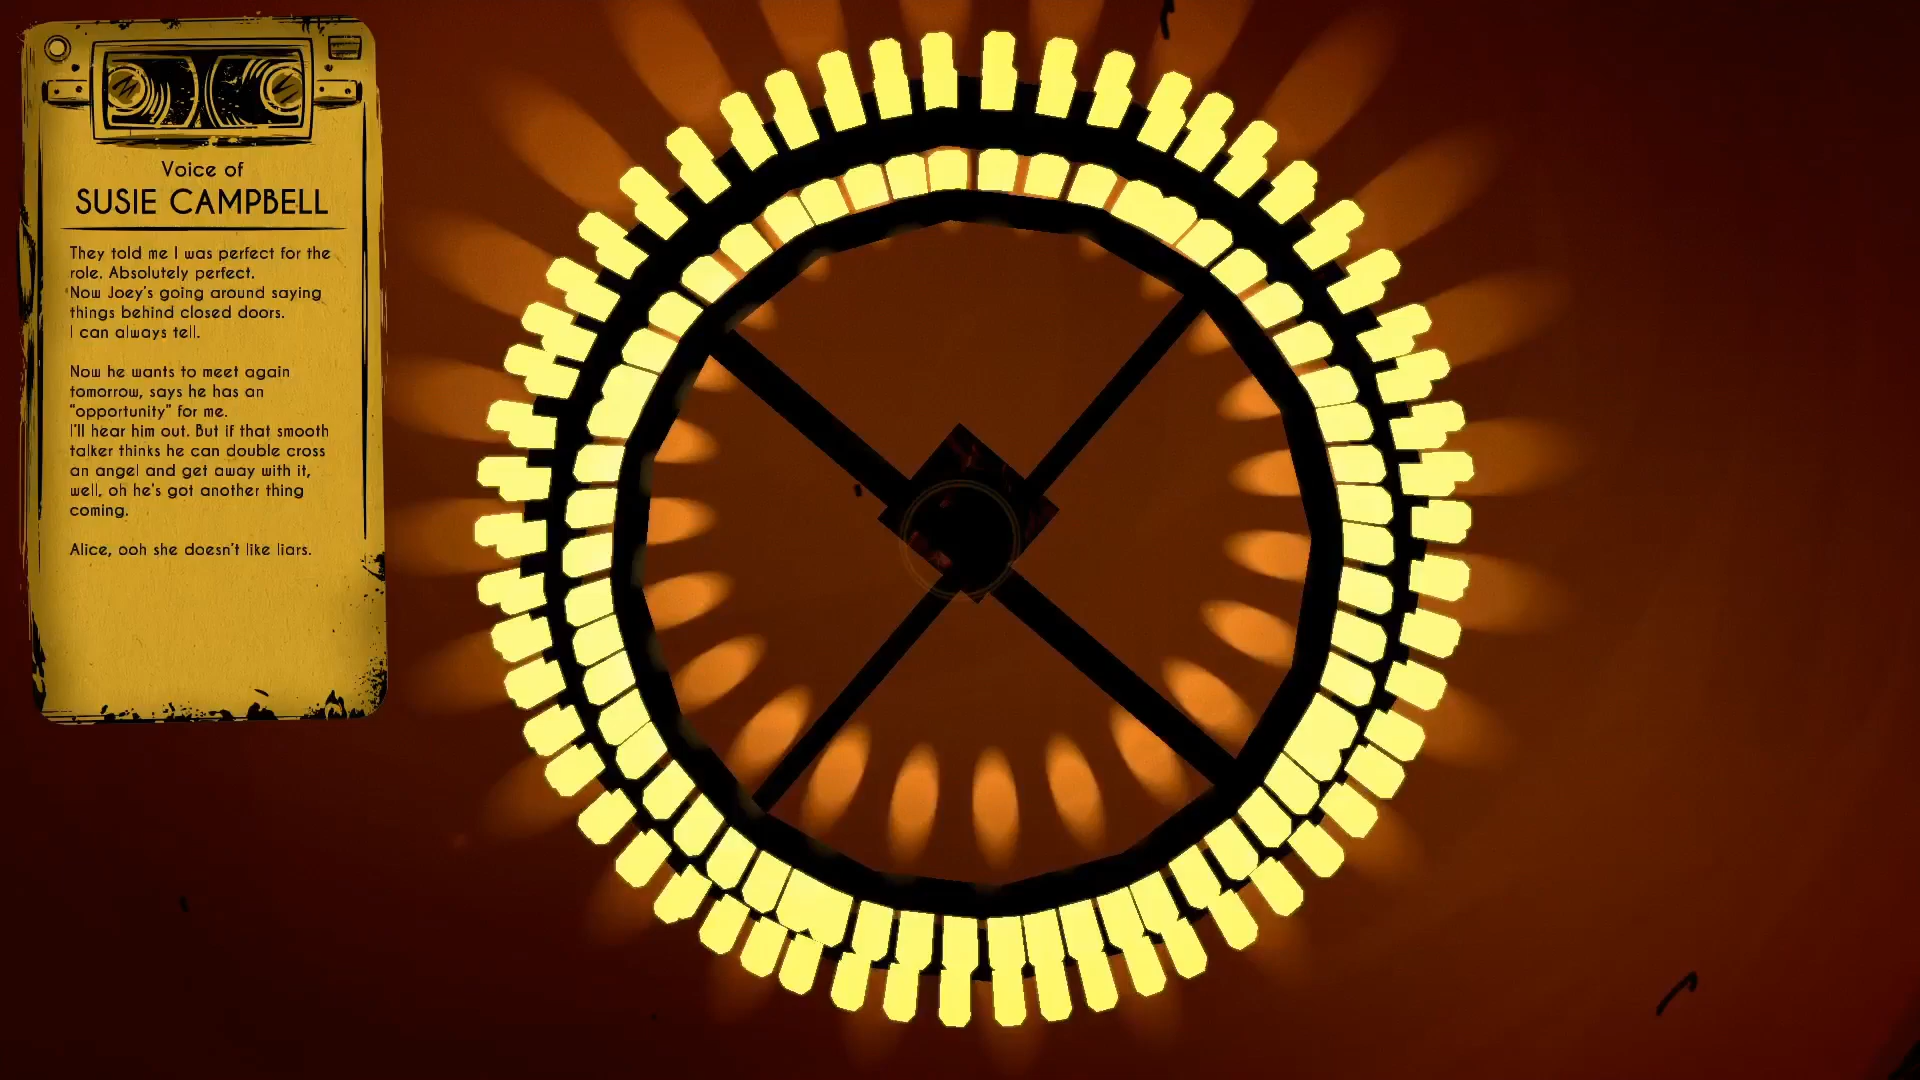 Voice of
SUSIE CAMPBELL
They told me I was perfect for the
role. Absolutely perfect.
Now Joey's going around saying
things behind closed doors.
I can always tell.
Now he wants to meet again
tomorrow, says he has an
"opportunity" for me.
I'll hear him out. But if that smooth
talker thinks he can double cross
an angel and get away with it,
well, oh he's got another thing
coming.
Alice, ooh she doesn't like liars.